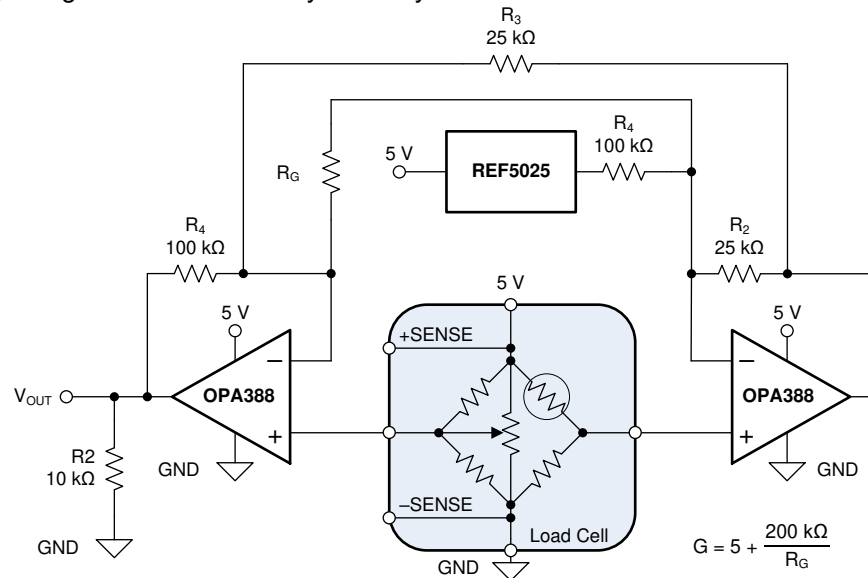 R3
25 kΩ
R4
100 kΩ
5 V
REF5025
RG
R4
100 kΩ
R2
25 kΩ
5 V
5 V
5 V
+SENSE
–
OPA388
+
–
OPA388
+
VOUT
R2
10 kΩ
GND
GND
–SENSE
Load Cell
GND
GND
G = 5 + 200 kΩ / RG